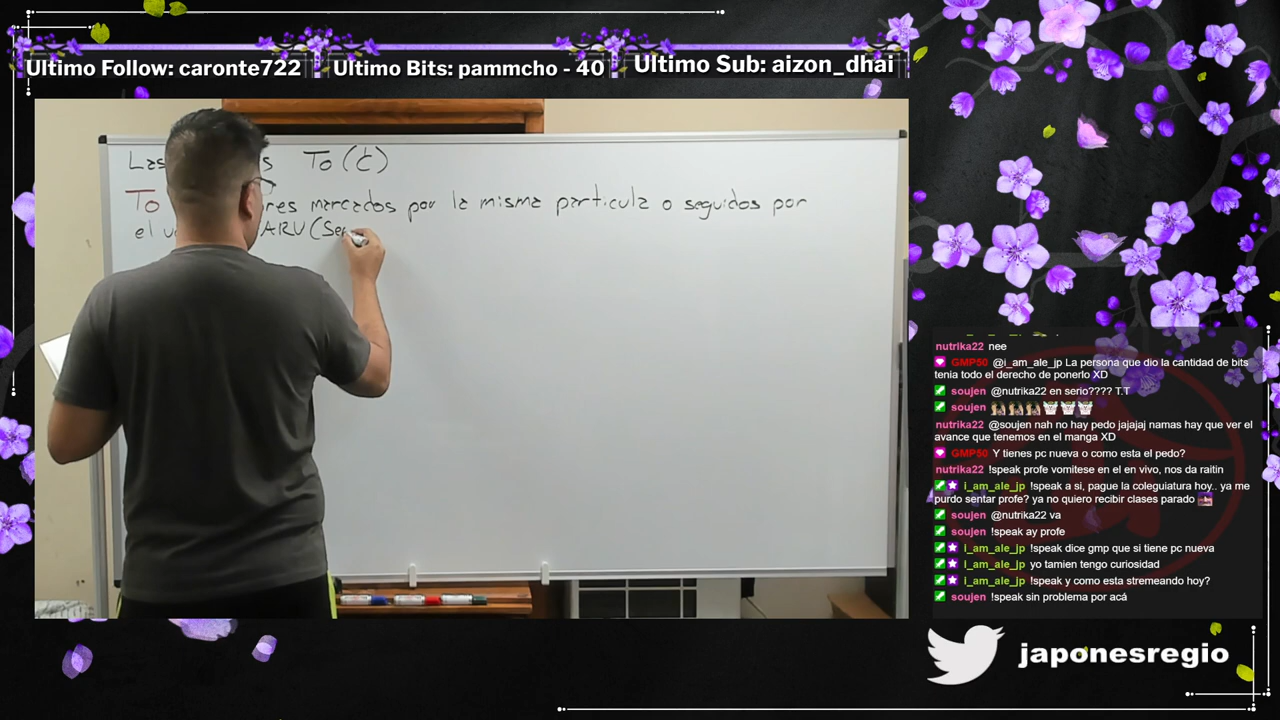 Ultimo Follow: caronte722
Ultimo Bits: pammcho - 40
Ultimo Sub: aizon_dhai
Las s To (と)
To res marcados por la misma particula o seguidos por
el v ARU (Se
nutrika22 nee
GMP50 @i_am_ale_jp La persona que dio la cantidad de bits
tenia todo el derecho de ponerlo XD
soujen @nutrika22 en serio???? T.T
soujen
nutrika22 @soujen nah no hay pedo jajajaj namas hay que ver el
avance que tenemos en el manga XD
GMP50 Y tienes pc nueva o como esta el pedo?
nutrika22 !speak profe vomitese en el en vivo, nos da raitin
i_am_ale_jp !speak a si, pague la coleguiatura hoy.. ya me
purdo sentar profe? ya no quiero recibir clases parado
soujen @nutrika22 va
soujen !speak ay profe
i_am_ale_jp !speak dice gmp que si tiene pc nueva
i_am_ale_jp yo tamien tengo curiosidad
i_am_ale_jp !speak y como esta stremeando hoy?
soujen !speak sin problema por acá
japonesregio